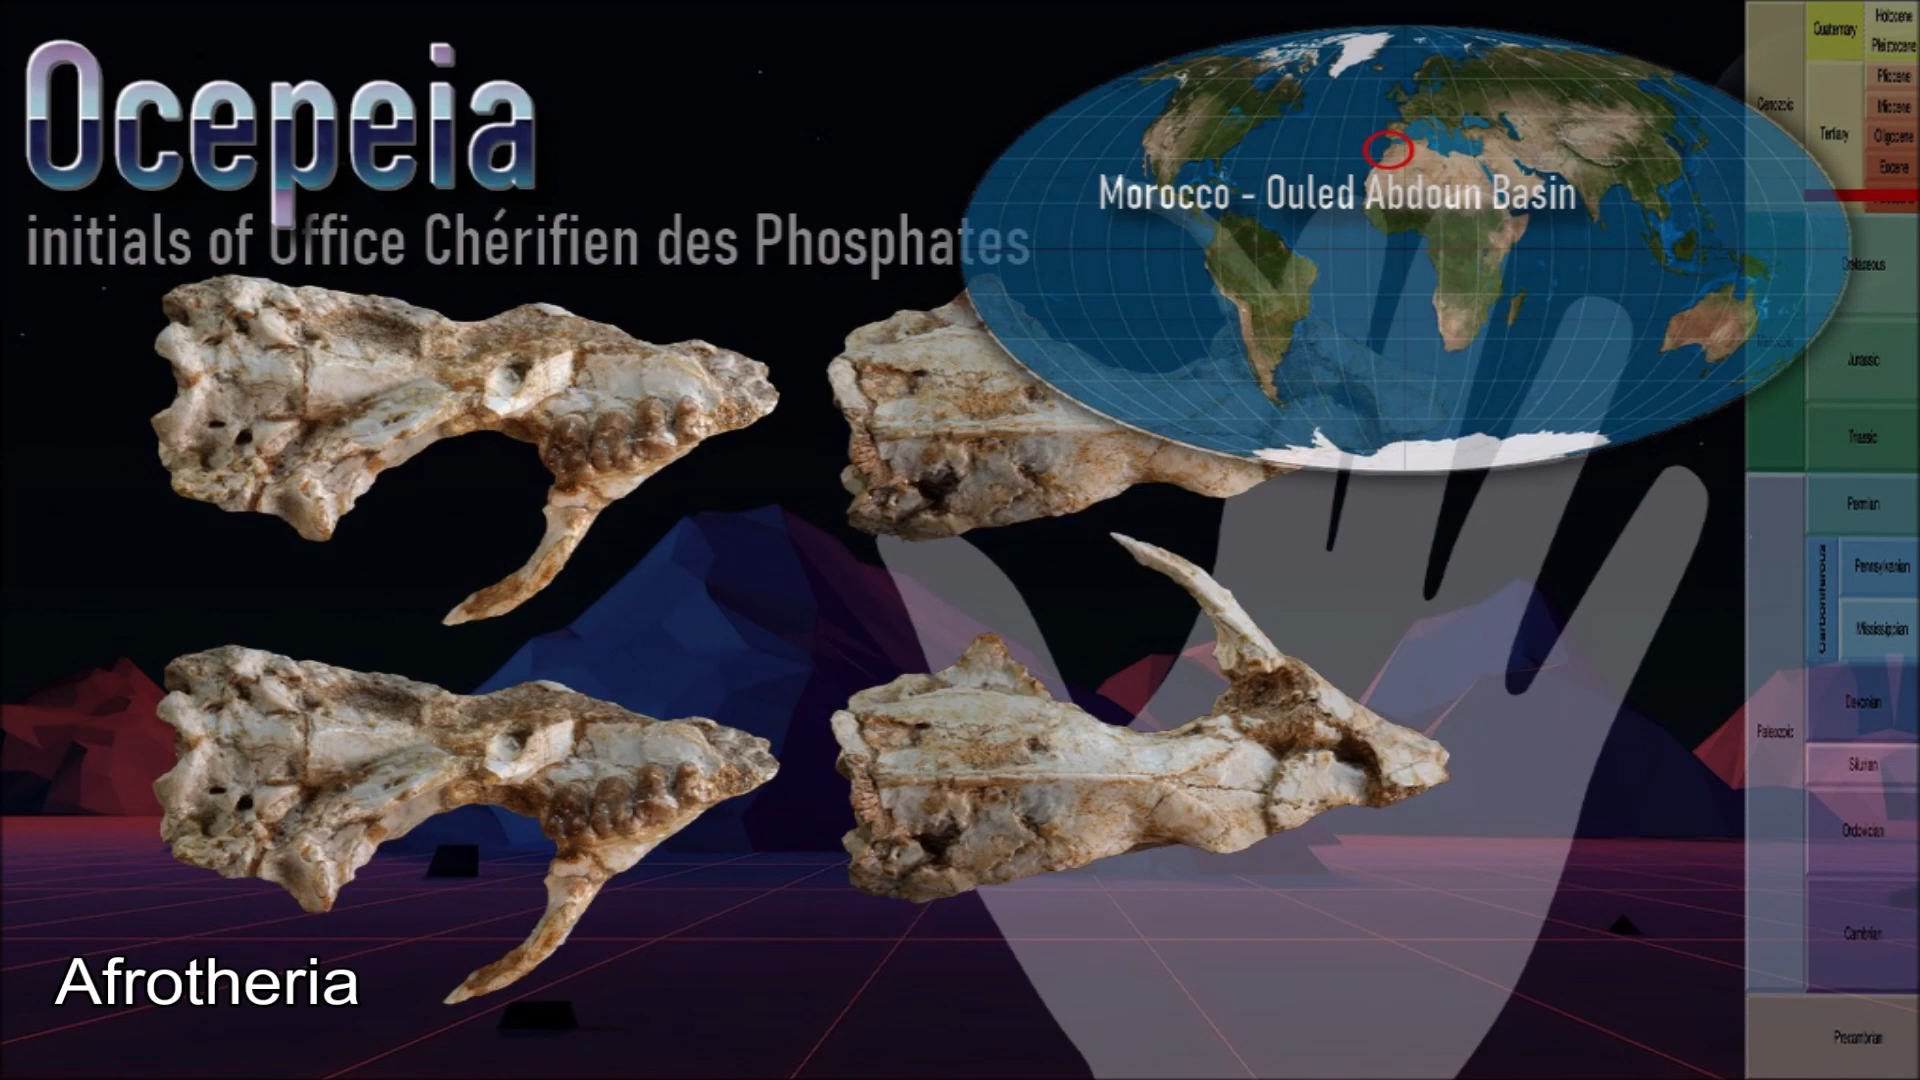 Ocepeia
initials of Office Chérifien des Phosphates
Morocco - Ouled Abdoun Basin
Afrotheria
Cenozoic
Quaternary
Holocene
Pleistocene
Tertiary
Pliocene
Miocene
Oligocene
Eocene
Cretaceous
Jurassic
Triassic
Paleozoic
Permian
Carboniferous
Pennsylvanian
Mississippian
Devonian
Silurian
Ordovician
Cambrian
Precambrian